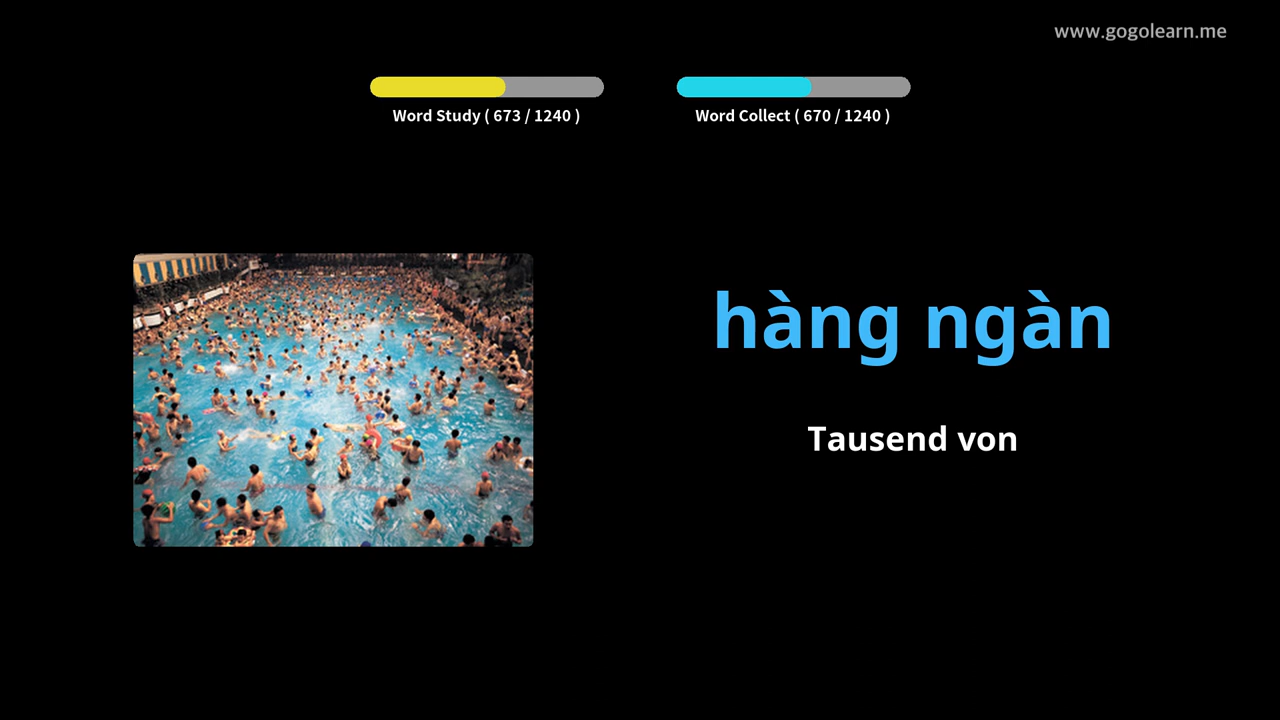 www.gogolearn.me
Word Study ( 673 / 1240 )
Word Collect ( 670 / 1240 )
hàng ngàn
Tausend von